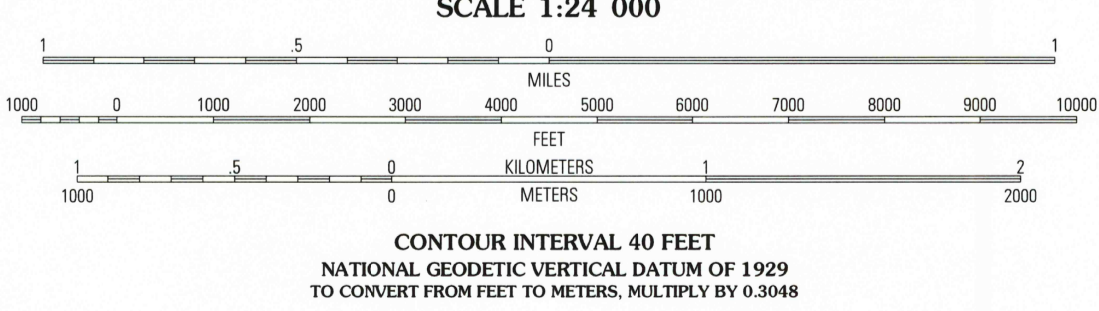 SCALE 1:24 000
1 .5 0 1
MILES
1000 0 1000 2000 3000 4000 5000 6000 7000 8000 9000 10000
FEET
1 .5 0 KILOMETERS 1 2
1000 0 METERS 1000 2000
CONTOUR INTERVAL 40 FEET
NATIONAL GEODETIC VERTICAL DATUM OF 1929
TO CONVERT FROM FEET TO METERS, MULTIPLY BY 0.3048